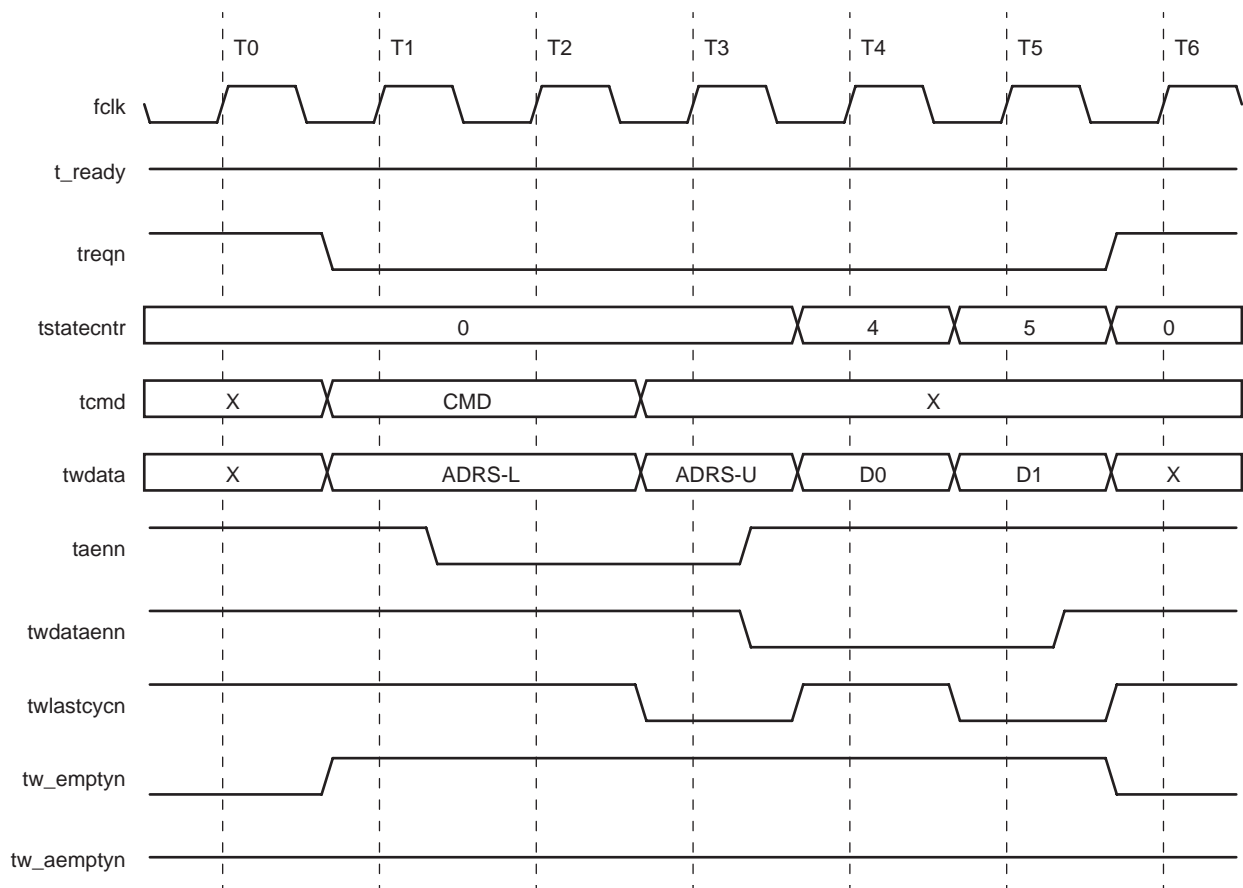 T0 T1 T2 T3 T4 T5 T6
fclk
t_ready
treqn
tstatecntr 0 4 5 0
tcmd X CMD X
twdata X ADRS-L ADRS-U D0 D1 X
taenn
twdataenn
twlastcycn
tw_emptyn
tw_aemptyn